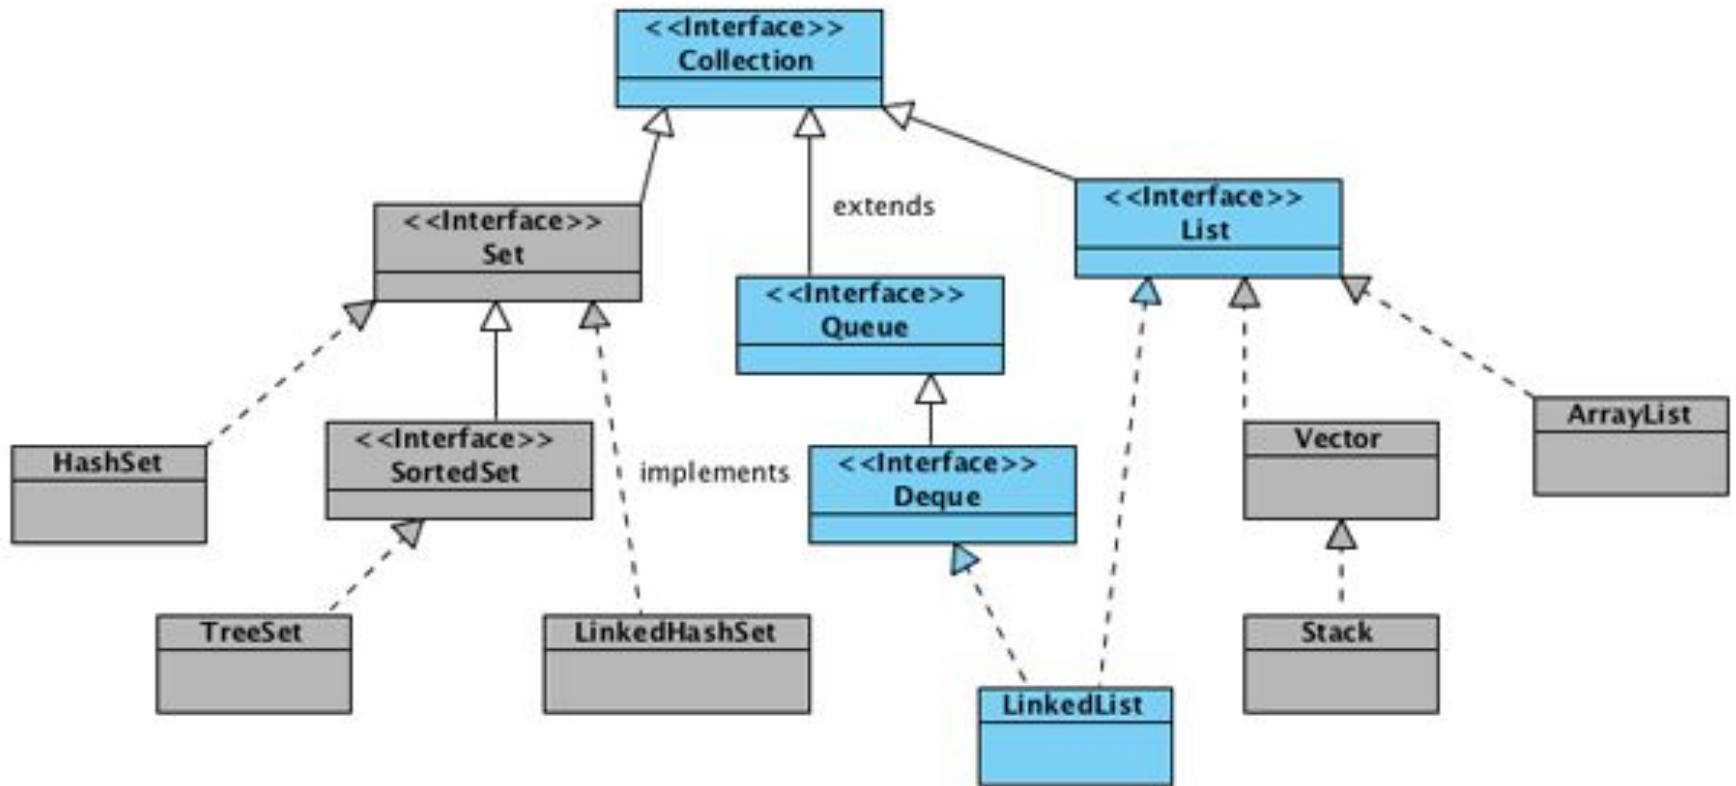 <<Interface>>
Collection
<<Interface>>
Set
extends
<<Interface>>
List
<<Interface>>
Queue
HashSet
<<Interface>>
SortedSet
implements
<<Interface>>
Deque
Vector
ArrayList
TreeSet
LinkedHashSet
LinkedList
Stack